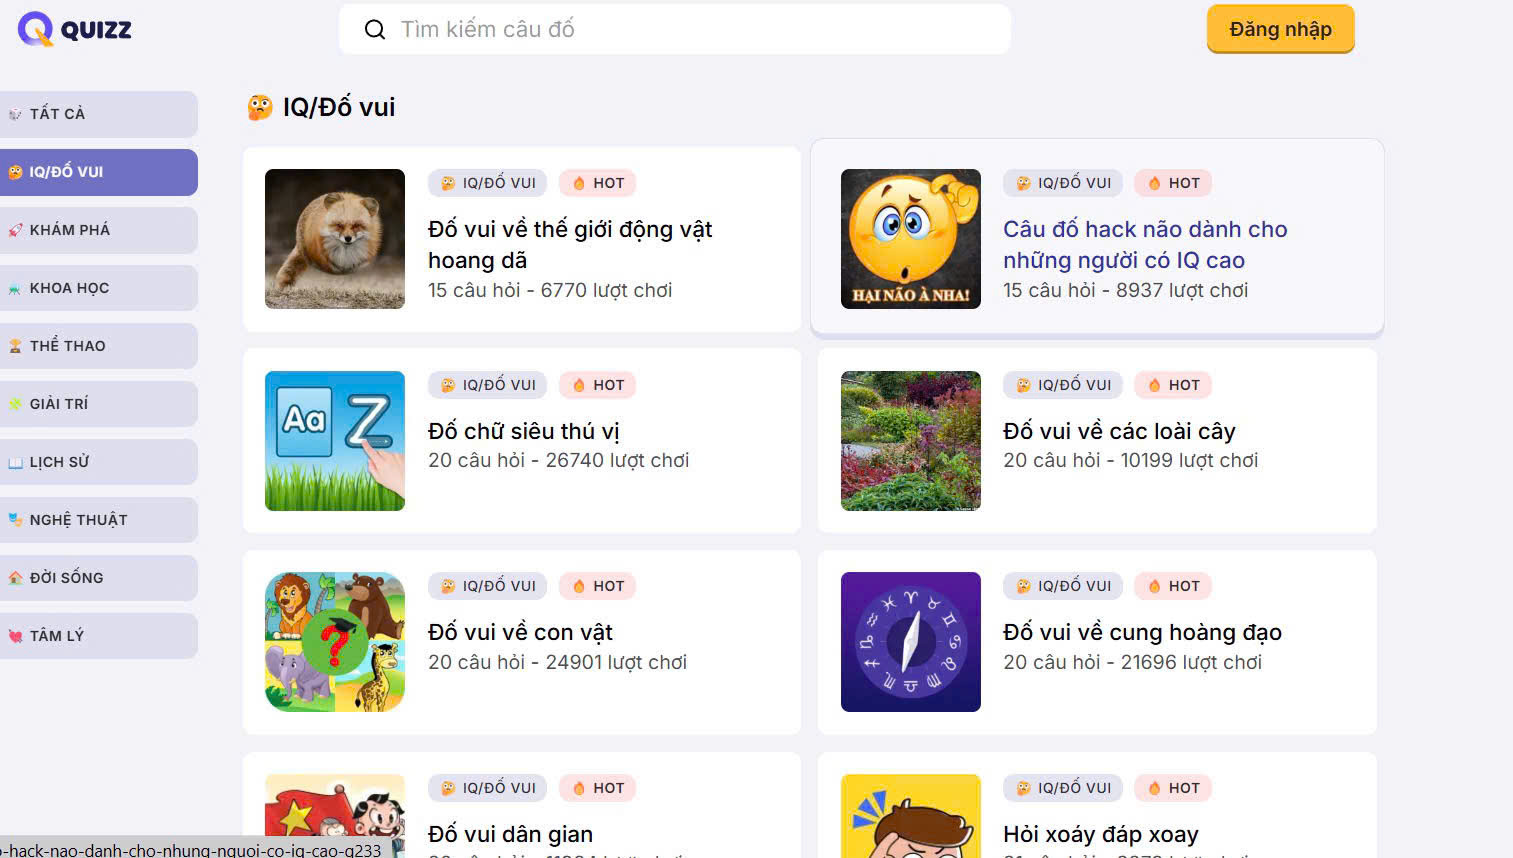 QUIZZ
Tìm kiếm câu đố
Đăng nhập
TẤT CẢ
IQ/ĐỐ VUI
KHÁM PHÁ
KHOA HỌC
THỂ THAO
GIẢI TRÍ
LỊCH SỬ
NGHỆ THUẬT
ĐỜI SỐNG
TÂM LÝ
IQ/Đố vui
IQ/ĐỐ VUI HOT
Đố vui về thế giới động vật
hoang dã
15 câu hỏi - 6770 lượt chơi
HẠI NÃO À NHA!
IQ/ĐỐ VUI HOT
Câu đố hack não dành cho
những người có IQ cao
15 câu hỏi - 8937 lượt chơi
Aa Z
IQ/ĐỐ VUI HOT
Đố chữ siêu thú vị
20 câu hỏi - 26740 lượt chơi
IQ/ĐỐ VUI HOT
Đố vui về các loài cây
20 câu hỏi - 10199 lượt chơi
?
IQ/ĐỐ VUI HOT
Đố vui về con vật
20 câu hỏi - 24901 lượt chơi
IQ/ĐỐ VUI HOT
Đố vui về cung hoàng đạo
20 câu hỏi - 21696 lượt chơi
IQ/ĐỐ VUI HOT
Đố vui dân gian
IQ/ĐỐ VUI HOT
Hỏi xoáy đáp xoay
-hack-nao-danh-cho-nhung-nguoi-co-iq-cao-q233